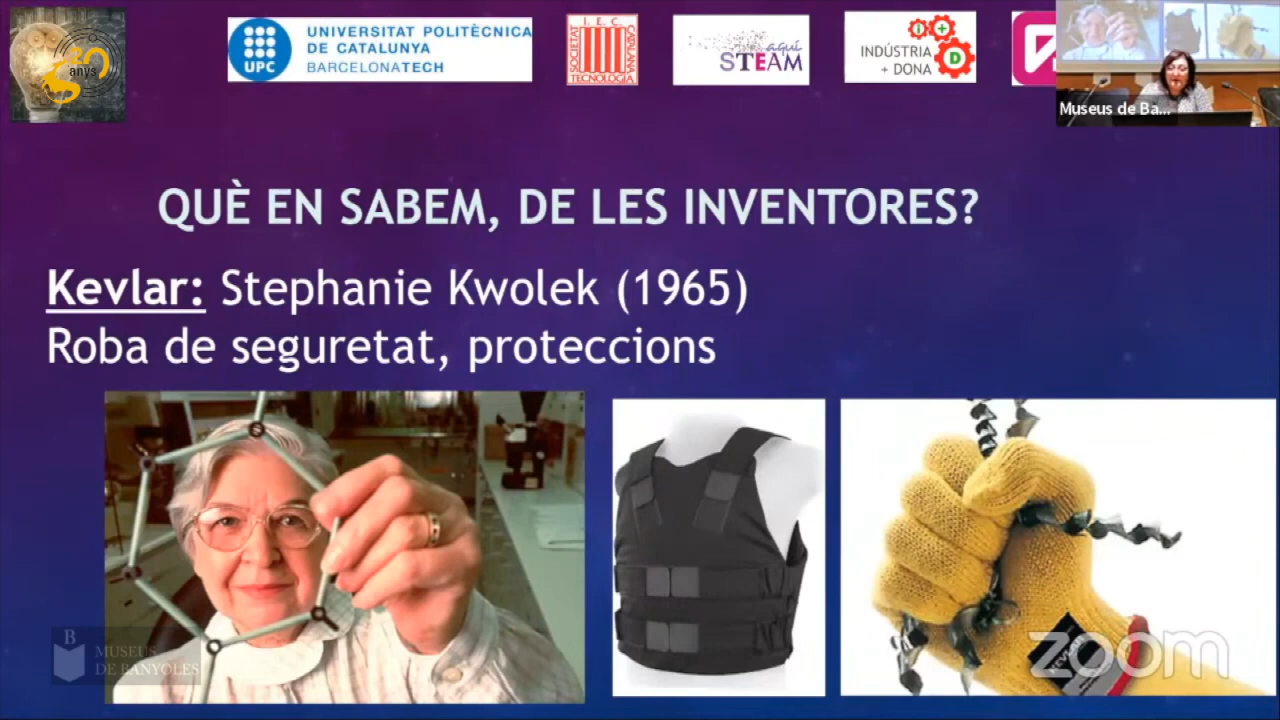 20
anys
UPC
UNIVERSITAT POLITÈCNICA
DE CATALUNYA
BARCELONATECH
I. E. C.
SOCIETAT
CATALANA
TECNOLOGIA
aquí
STEAM
INDÚSTRIA
+ DONA
i
+
D
Museus de Ba...
QUÈ EN SABEM, DE LES INVENTORES?
Kevlar: Stephanie Kwolek (1965)
Roba de seguretat, proteccions
B
MUSEUS
DE BANYOLES
KEVLAR
zoom